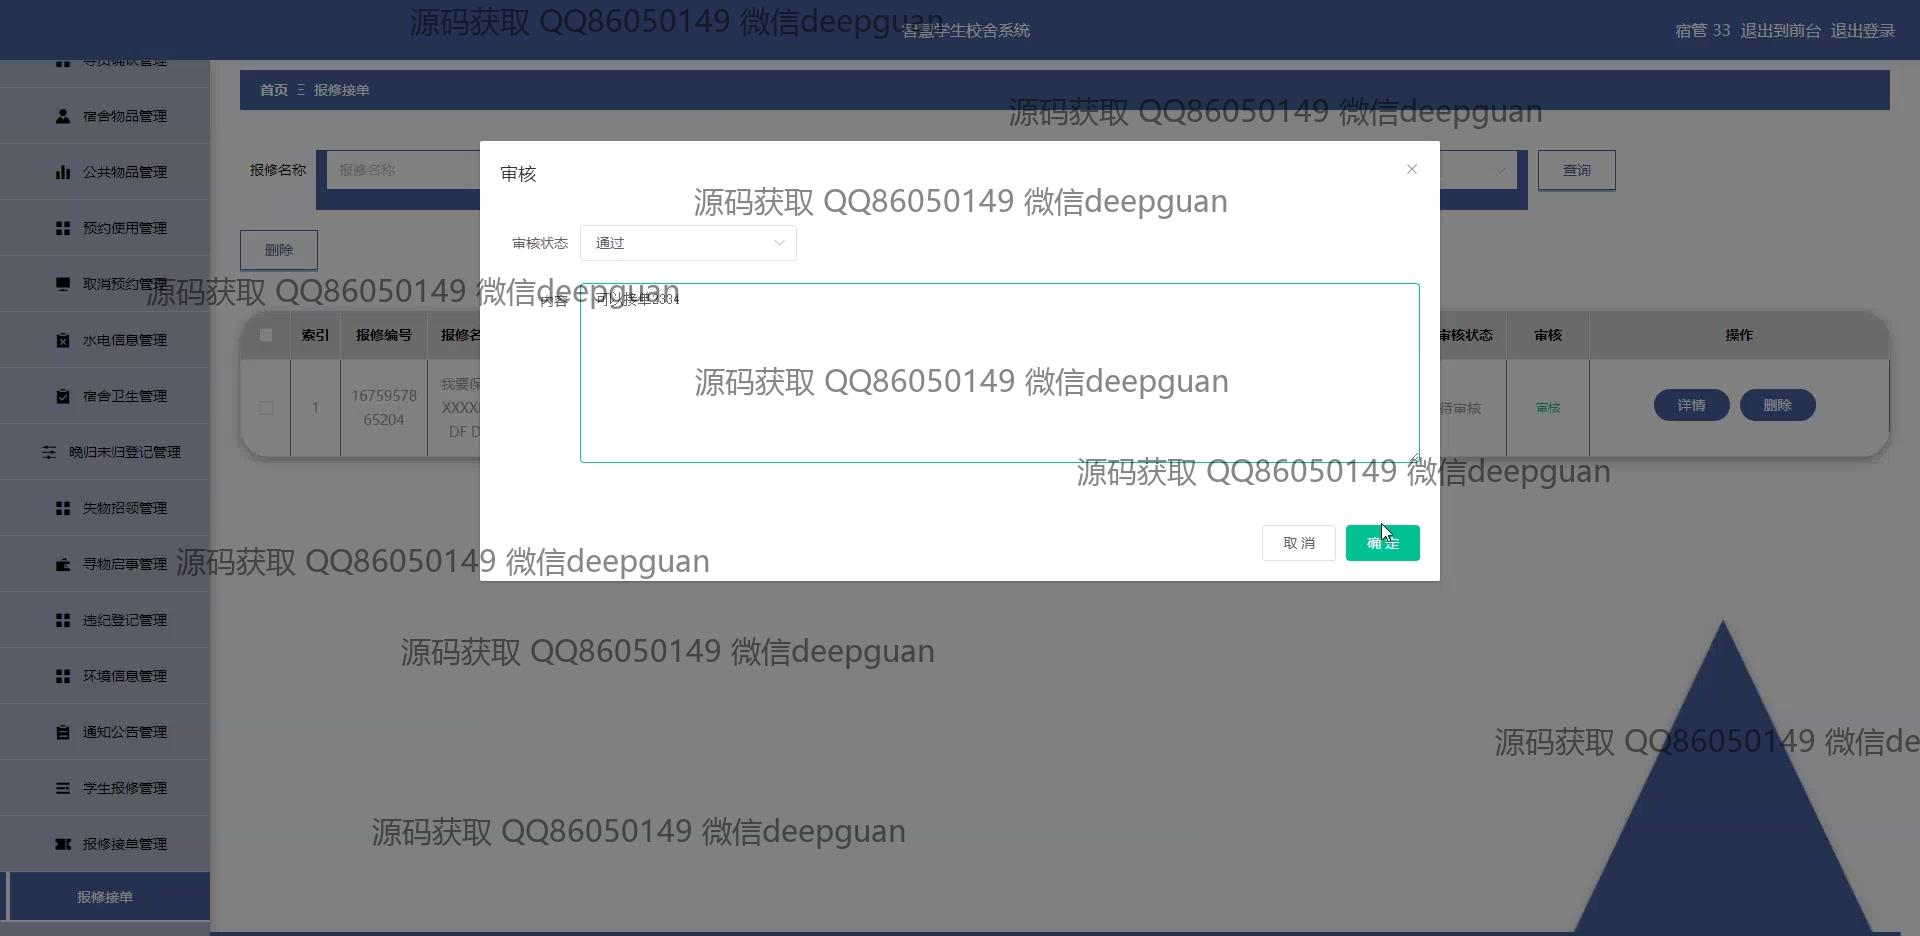 源码获取 QQ86050149 微信deepguan
智慧学生校舍系统
宿管 33 退出到前台 退出登录
宿舍物品管理
公共物品管理
预约使用管理
取消预约管理
水电信息管理
宿舍卫生管理
晚归未归登记管理
失物招领管理
寻物启事管理
违纪登记管理
环境信息管理
通知公告管理
学生报修管理
报修接单管理
报修接单
首页 Ξ 报修接单
源码获取 QQ86050149 微信deepguan
报修名称
报修名称
查询
删除
索引
报修编号
报修名
审核状态
审核
操作
1
16759578
65204
我要保
XXXX
DF D
待审核
审核
详情
删除
审核
源码获取 QQ86050149 微信deepguan
审核状态
通过
源码获取 QQ86050149 微信deepguan
内容
可以接单2334
源码获取 QQ86050149 微信deepguan
源码获取 QQ86050149 微信deepguan
取消
确定
源码获取 QQ86050149 微信deepguan
源码获取 QQ86050149 微信deepguan
源码获取 QQ86050149 微信de
源码获取 QQ86050149 微信deepguan